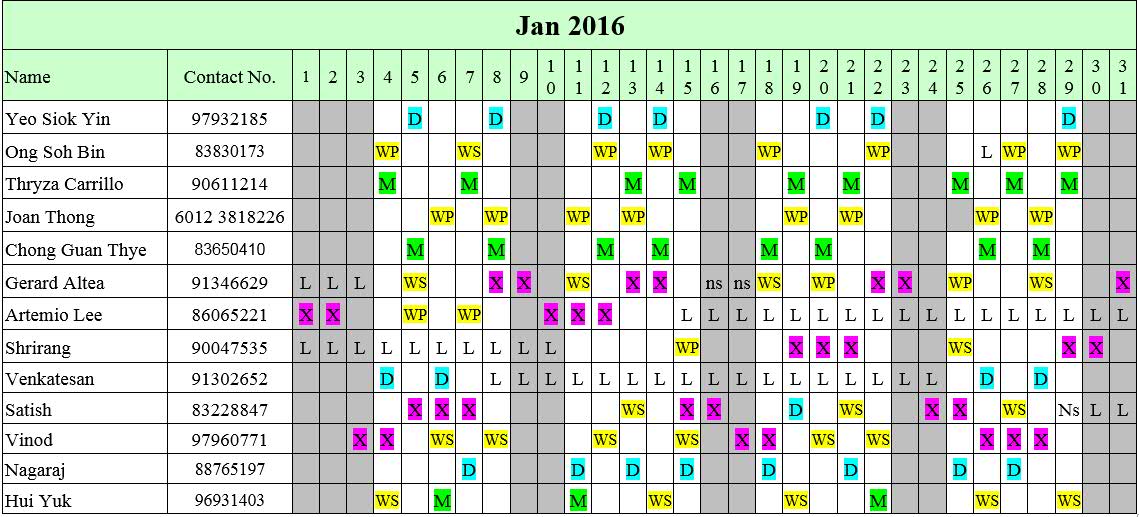 Jan 2016
Name Contact No. 1 2 3 4 5 6 7 8 9 10 11 12 13 14 15 16 17 18 19 20 21 22 23 24 25 26 27 28 29 30 31
Yeo Siok Yin 97932185 D D D D D D D
Ong Soh Bin 83830173 WP WS WP WP WP WP L WP WP
Thryza Carrillo 90611214 M M M M M M M M M
Joan Thong 6012 3818226 WP WP WP WP WP WP WP WP
Chong Guan Thye 83650410 M M M M M M M M
Gerard Altea 91346629 L L L WS X X WS X X ns ns WS WP X X WP WS X
Artemio Lee 86065221 X X WP WP X X X L L L L L L L L L L L L L L L L L
Shrirang 90047535 L L L L L L L L L L WP X X X WS X X
Venkatesan 91302652 D D L L L L L L L L L L L L L L L L L D D
Satish 83228847 X X X WS X X D WS X X WS Ns L L
Vinod 97960771 X X WS WS WS WS X X WS WS X X X
Nagaraj 88765197 D D D D D D D D
Hui Yuk 96931403 WS M M WS WS M WS WS